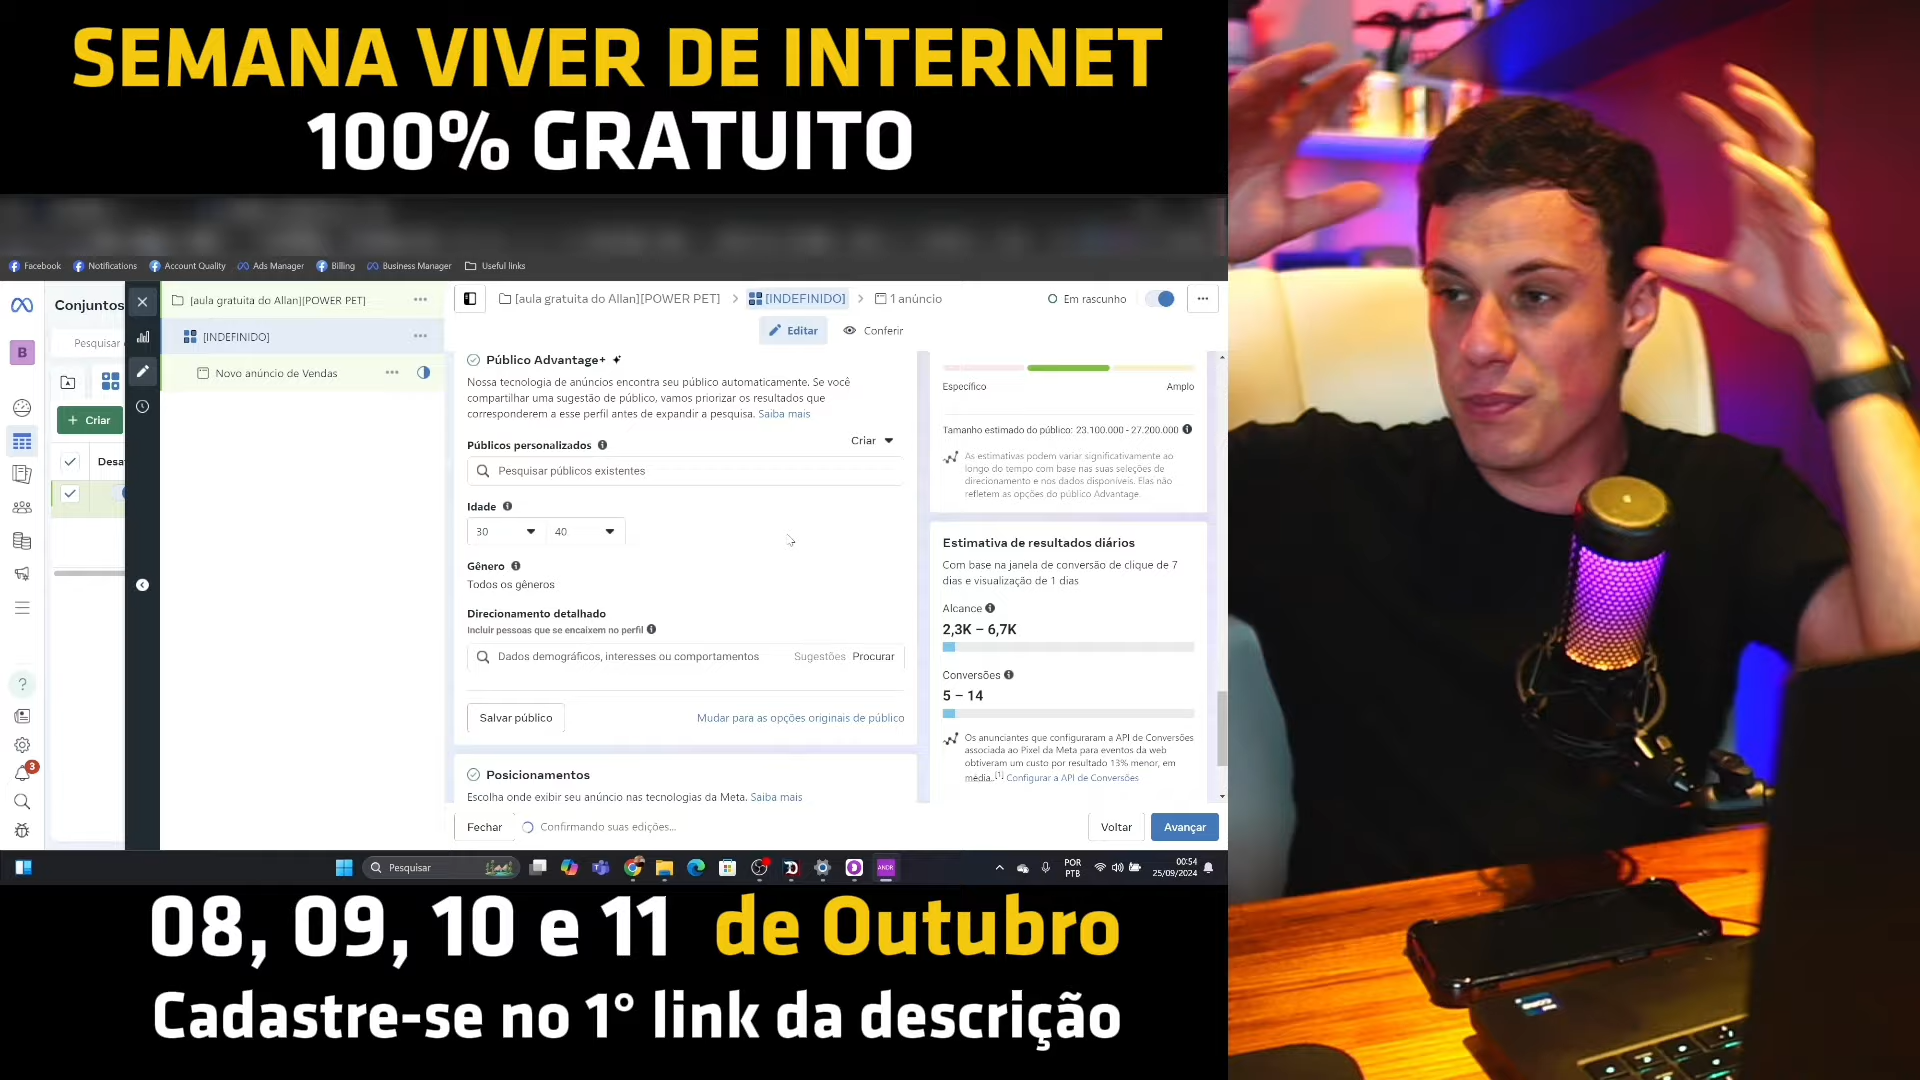 SEMANA VIVER DE INTERNET
100% GRATUITO
Facebook Notifications Account Quality Ads Manager Billing Business Manager Useful links
Conjuntos
Pesquisar
Criar
Desa
B
[aula gratuita do Allan][POWER PET]
[INDEFINIDO]
Novo anúncio de Vendas
[aula gratuita do Allan][POWER PET] [INDEFINIDO] 1 anúncio
Em rascunho
Editar Conferir
Público Advantage+
Nossa tecnologia de anúncios encontra seu público automaticamente. Se você
compartilhar uma sugestão de público, vamos priorizar os resultados que
corresponderem a esse perfil antes de expandir a pesquisa. Saiba mais
Públicos personalizados
Criar
Pesquisar públicos existentes
Idade
30 40
Gênero
Todos os gêneros
Direcionamento detalhado
Incluir pessoas que se encaixem no perfil
Dados demográficos, interesses ou comportamentos Sugestões Procurar
Salvar público
Mudar para as opções originais de público
Posicionamentos
Escolha onde exibir seu anúncio nas tecnologias da Meta. Saiba mais
Específico Amplo
Tamanho estimado do público: 23.100.000 - 27.200.000
As estimativas podem variar significativamente ao
longo do tempo com base nas suas seleções de
direcionamento e nos dados disponíveis. Elas não
refletem as opções do público Advantage.
Estimativa de resultados diários
Com base na janela de conversão de clique de 7
dias e visualização de 1 dias
Alcance
2,3K – 6,7K
Conversões
5 – 14
Os anunciantes que configuraram a API de Conversões
associada ao Pixel da Meta para eventos da web
obtiveram um custo por resultado 13% menor, em
média.[1] Configurar a API de Conversões
Fechar Confirmando suas edições... Voltar Avançar
3
Pesquisar
ANDR
POR
PTB
00:54
25/09/2024
08, 09, 10 e 11 de Outubro
Cadastre-se no 1° link da descrição